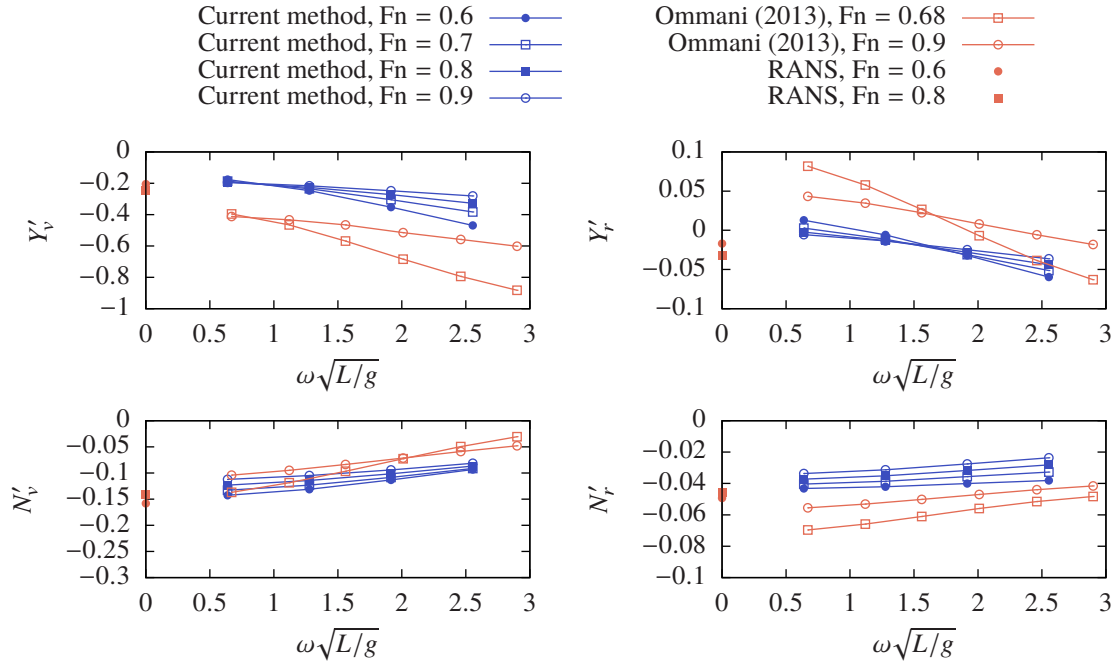 Current method, Fn = 0.6
Current method, Fn = 0.7
Current method, Fn = 0.8
Current method, Fn = 0.9
Ommani (2013), Fn = 0.68
Ommani (2013), Fn = 0.9
RANS, Fn = 0.6
RANS, Fn = 0.8
0
−0.2
−0.4
−0.6
−0.8
−1
Y′v
0 0.5 1 1.5 2 2.5 3
ω√L/g
0.1
0.05
0
−0.05
−0.1
Y′r
0 0.5 1 1.5 2 2.5 3
ω√L/g
0
−0.05
−0.1
−0.15
−0.2
−0.25
−0.3
N′v
0 0.5 1 1.5 2 2.5 3
ω√L/g
0
−0.02
−0.04
−0.06
−0.08
−0.1
N′r
0 0.5 1 1.5 2 2.5 3
ω√L/g